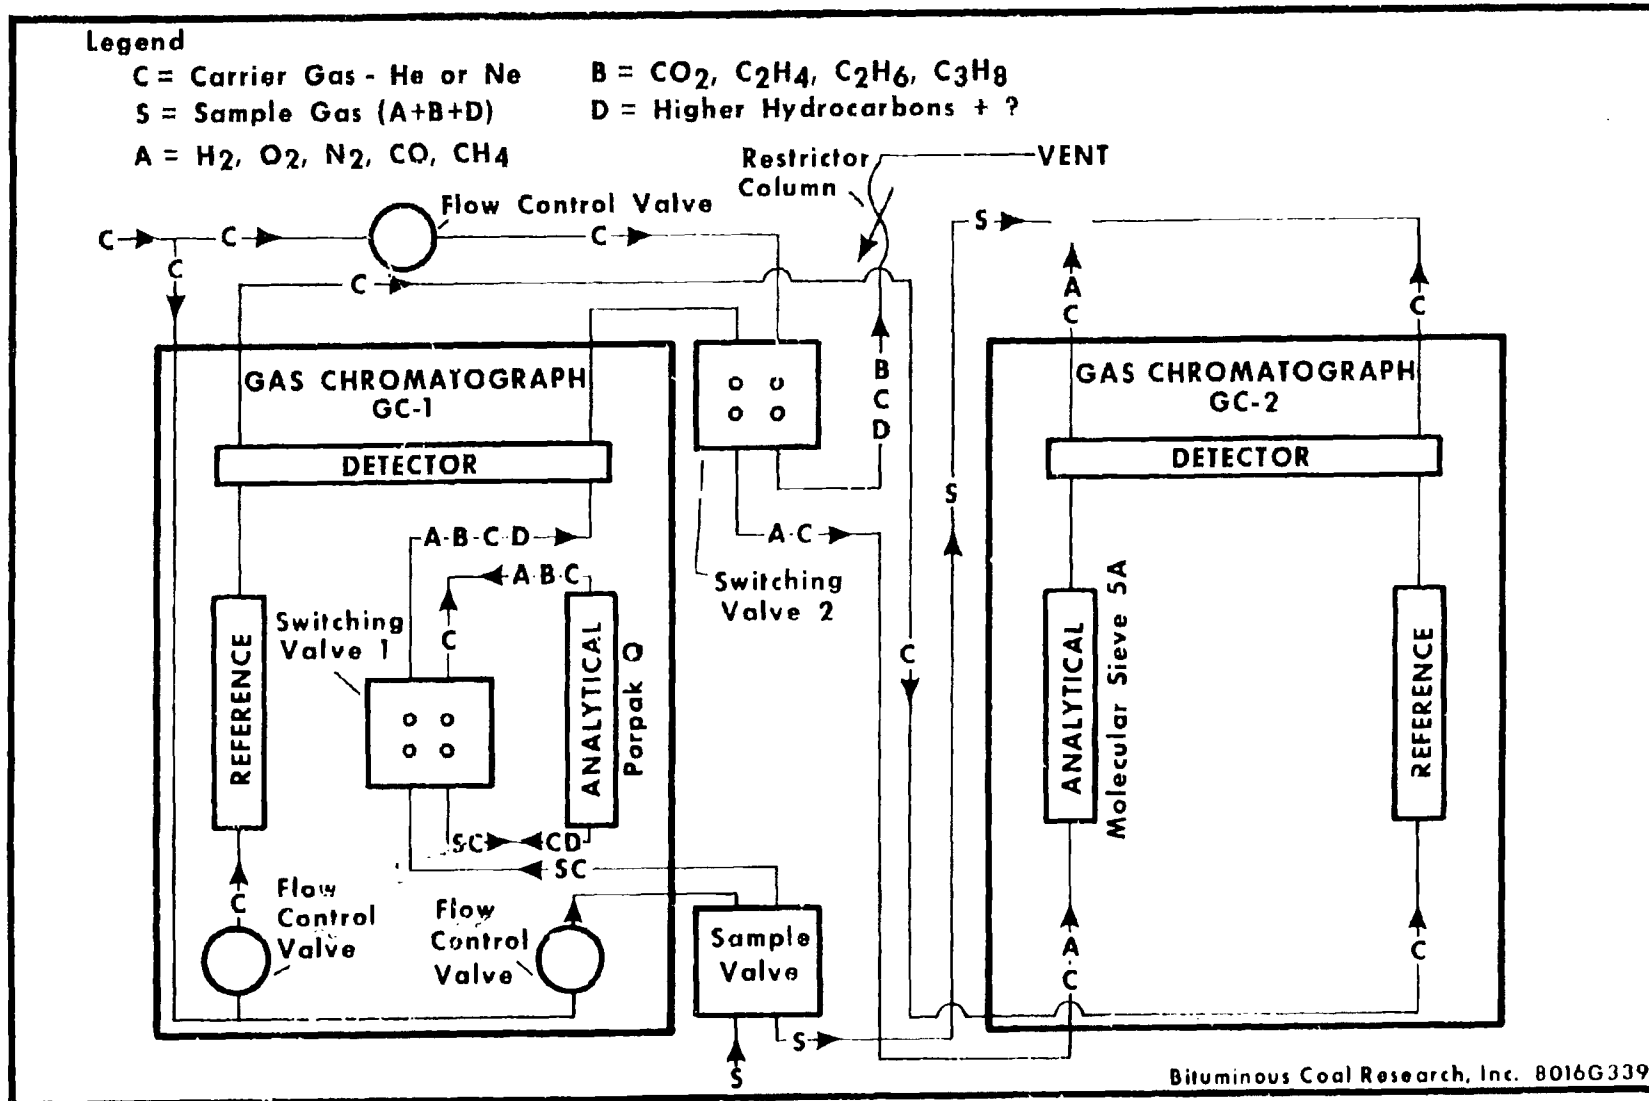 Legend
C = Carrier Gas - He or Ne
B = CO2, C2H4, C2H6, C3H8
S = Sample Gas (A+B+D)
D = Higher Hydrocarbons + ?
A = H2, O2, N2, CO, CH4
Restrictor
Column
VENT
Flow Control Valve
C
C
C
S
C
C
A
C
C
GAS CHROMATOGRAPH
GC-1
B
C
D
GAS CHROMATOGRAPH
GC-2
DETECTOR
DETECTOR
S
A-B-C-D
A-C
A-B-C
Switching
Valve 2
Switching
Valve 1
C
REFERENCE
ANALYTICAL
Porpak Q
C
ANALYTICAL
Molecular Sieve 5A
REFERENCE
SC
CD
SC
C
Flow
Control
Valve
Flow
Control
Valve
Sample
Valve
A-C
C
S
S
Bituminous Coal Research, Inc. 8016G339